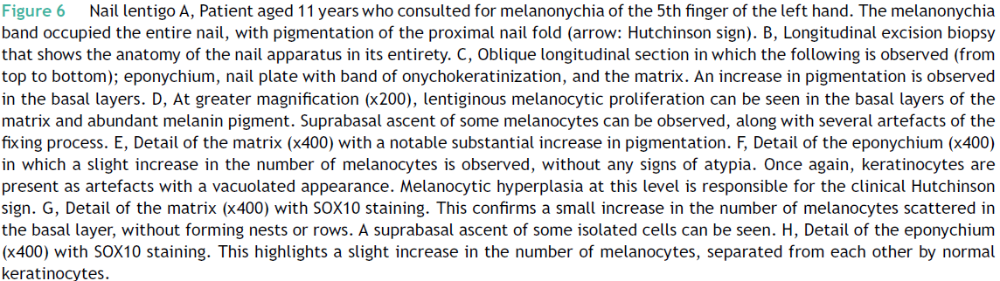 Figure 6 Nail lentigo A, Patient aged 11 years who consulted for melanonychia of the 5th finger of the left hand. The melanonychia
band occupied the entire nail, with pigmentation of the proximal nail fold (arrow: Hutchinson sign). B, Longitudinal excision biopsy
that shows the anatomy of the nail apparatus in its entirety. C, Oblique longitudinal section in which the following is observed (from
top to bottom); eponychium, nail plate with band of onychokeratinization, and the matrix. An increase in pigmentation is observed
in the basal layers. D, At greater magnification (x200), lentiginous melanocytic proliferation can be seen in the basal layers of the
matrix and abundant melanin pigment. Suprabasal ascent of some melanocytes can be observed, along with several artefacts of the
fixing process. E, Detail of the matrix (x400) with a notable substantial increase in pigmentation. F, Detail of the eponychium (x400)
in which a slight increase in the number of melanocytes is observed, without any signs of atypia. Once again, keratinocytes are
present as artefacts with a vacuolated appearance. Melanocytic hyperplasia at this level is responsible for the clinical Hutchinson
sign. G, Detail of the matrix (x400) with SOX10 staining. This confirms a small increase in the number of melanocytes scattered in
the basal layer, without forming nests or rows. A suprabasal ascent of some isolated cells can be seen. H, Detail of the eponychium
(x400) with SOX10 staining. This highlights a slight increase in the number of melanocytes, separated from each other by normal
keratinocytes.